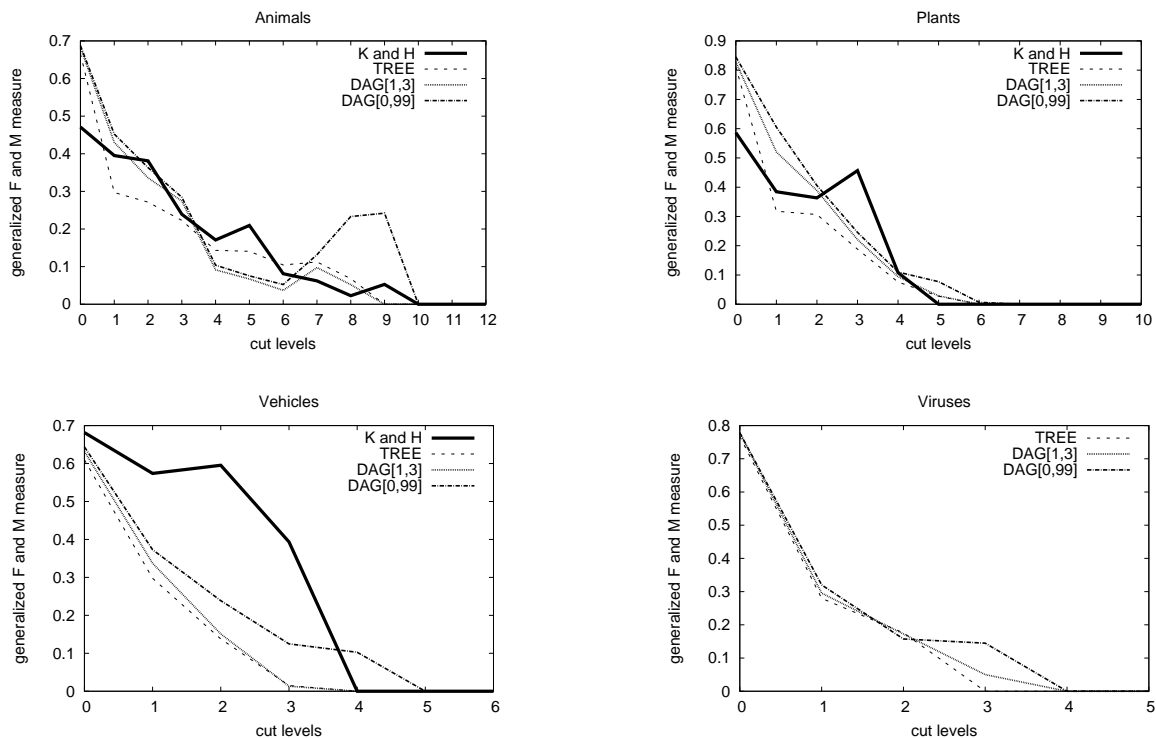 Animals
0.7
0.6
0.5
0.4
0.3
0.2
0.1
0
generalized F and M measure
K and H
TREE
DAG[1,3]
DAG[0,99]
0 1 2 3 4 5 6 7 8 9 10 11 12
cut levels
Plants
0.9
0.8
0.7
0.6
0.5
0.4
0.3
0.2
0.1
0
generalized F and M measure
K and H
TREE
DAG[1,3]
DAG[0,99]
0 1 2 3 4 5 6 7 8 9 10
cut levels
Vehicles
0.7
0.6
0.5
0.4
0.3
0.2
0.1
0
generalized F and M measure
K and H
TREE
DAG[1,3]
DAG[0,99]
0 1 2 3 4 5 6
cut levels
Viruses
0.8
0.7
0.6
0.5
0.4
0.3
0.2
0.1
0
generalized F and M measure
TREE
DAG[1,3]
DAG[0,99]
0 1 2 3 4 5
cut levels